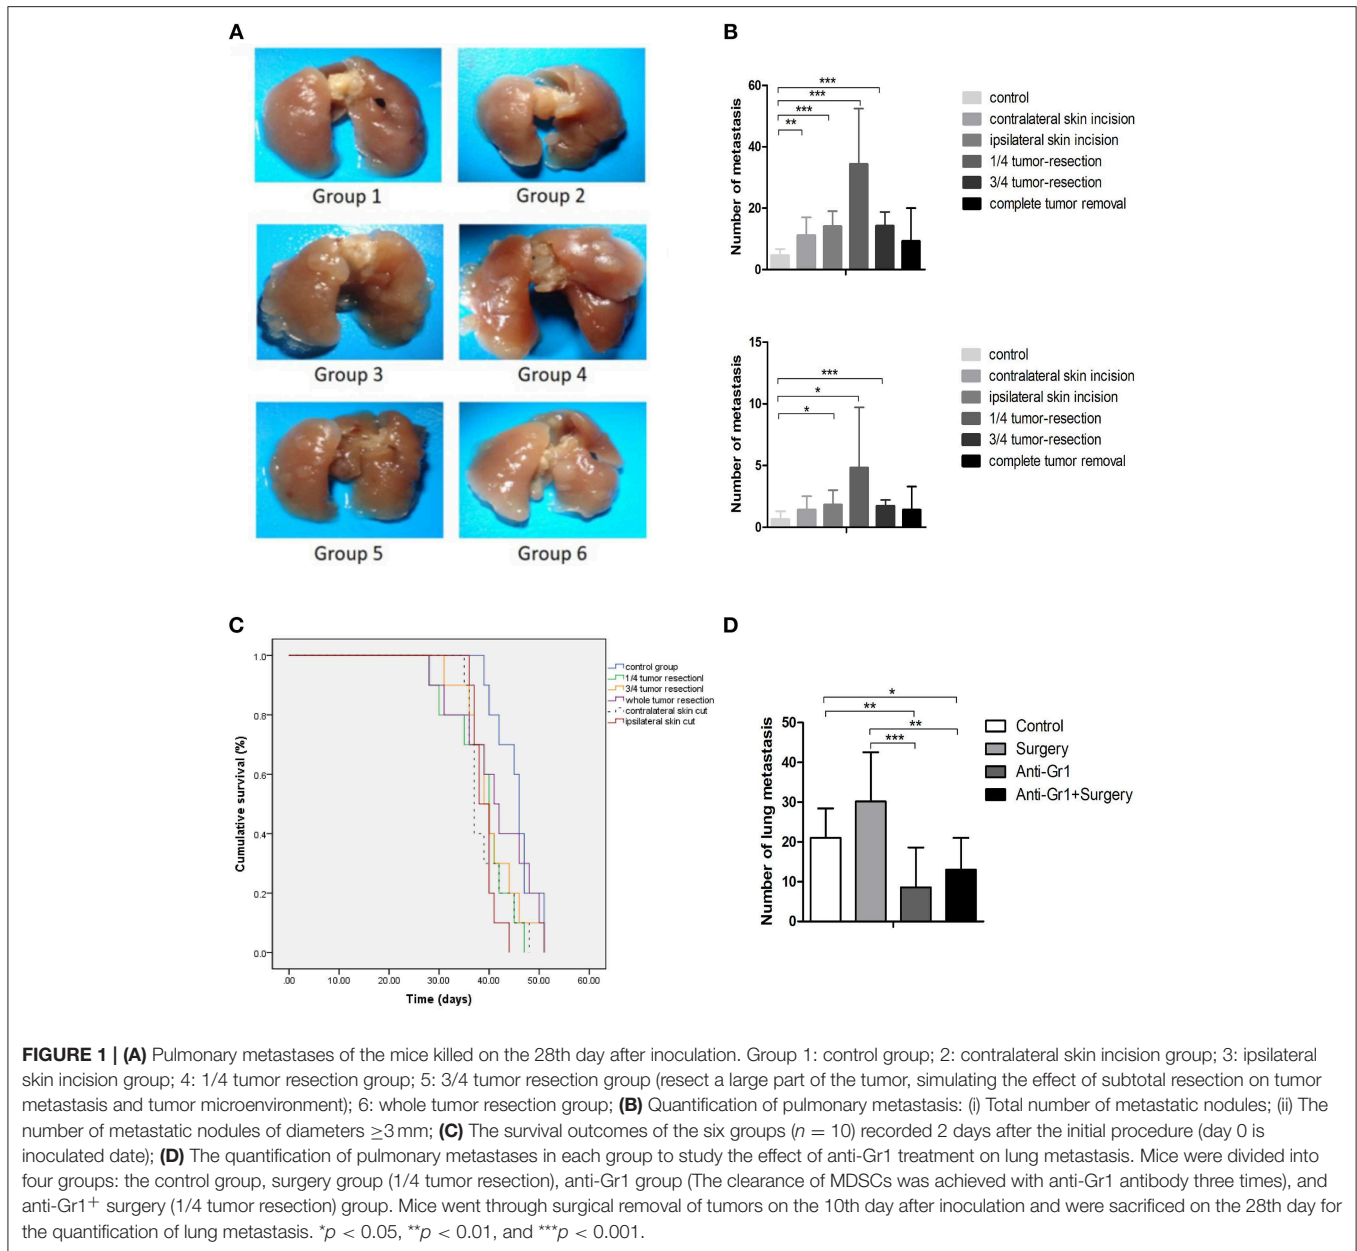 A
Group 1
Group 2
Group 3
Group 4
Group 5
Group 6
B
Number of metastasis
60
40
20
0
**
***
***
***
control
contralateral skin incision
ipsilateral skin incision
1/4 tumor-resection
3/4 tumor-resection
complete tumor removal
Number of metastasis
15
10
5
0
***
*
*
control
contralateral skin incision
ipsilateral skin incision
1/4 tumor-resection
3/4 tumor-resection
complete tumor removal
C
Cumulative survival (%)
1.0
0.8
0.6
0.4
0.2
0.0
.00 10.00 20.00 30.00 40.00 50.00 60.00
Time (days)
control group
1/4 tumor resectionl
3/4 tumor resectionl
whole tumor resection
contralateral skin cut
ipsilateral skin cut
D
Number of lung metastasis
50
40
30
20
10
0
*
**
**
***
Control
Surgery
Anti-Gr1
Anti-Gr1+Surgery
FIGURE 1 | (A) Pulmonary metastases of the mice killed on the 28th day after inoculation. Group 1: control group; 2: contralateral skin incision group; 3: ipsilateral
skin incision group; 4: 1/4 tumor resection group; 5: 3/4 tumor resection group (resect a large part of the tumor, simulating the effect of subtotal resection on tumor
metastasis and tumor microenvironment); 6: whole tumor resection group; (B) Quantification of pulmonary metastasis: (i) Total number of metastatic nodules; (ii) The
number of metastatic nodules of diameters ≥3 mm; (C) The survival outcomes of the six groups (n = 10) recorded 2 days after the initial procedure (day 0 is
inoculated date); (D) The quantification of pulmonary metastases in each group to study the effect of anti-Gr1 treatment on lung metastasis. Mice were divided into
four groups: the control group, surgery group (1/4 tumor resection), anti-Gr1 group (The clearance of MDSCs was achieved with anti-Gr1 antibody three times), and
anti-Gr1⁺ surgery (1/4 tumor resection) group. Mice went through surgical removal of tumors on the 10th day after inoculation and were sacrificed on the 28th day for
the quantification of lung metastasis. *p < 0.05, **p < 0.01, and ***p < 0.001.